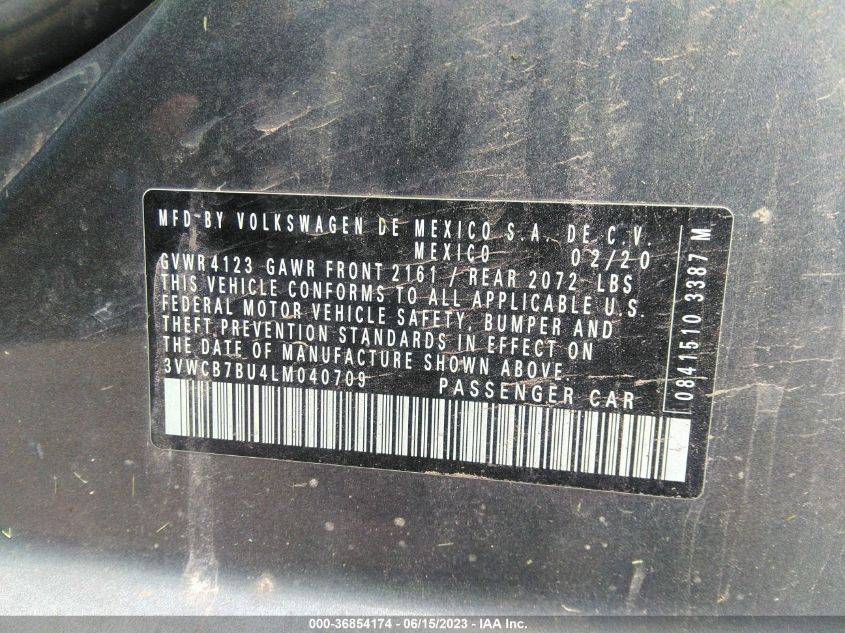 MFD BY VOLKSWAGEN DE MEXICO S.A. DE C.V.
MEXICO 02/20
GVWR 4123 GAWR FRONT 2161 / REAR 2072 LBS
THIS VEHICLE CONFORMS TO ALL APPLICABLE U.S
FEDERAL MOTOR VEHICLE SAFETY, BUMPER AND
THEFT PREVENTION STANDARDS IN EFFECT ON
THE DATE OF MANUFACTURE SHOWN ABOVE.
3VWCB7BU4LM040709 PASSENGER CAR
0841510 3387 M
000-36854174 - 06/15/2023 - IAA Inc.